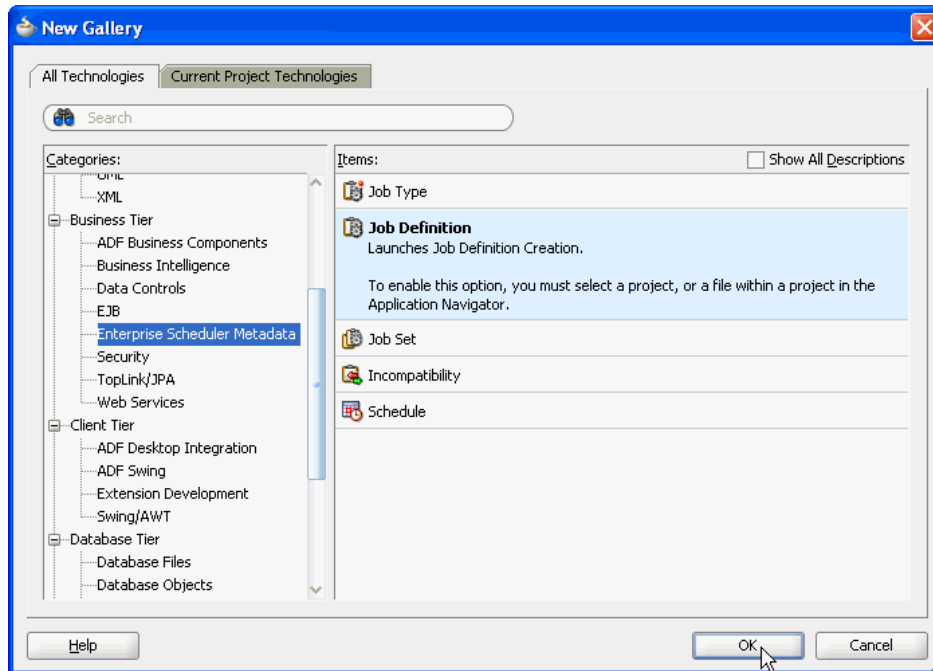 New Gallery
All Technologies
Current Project Technologies
Search
Categories:
UML
XML
Business Tier
ADF Business Components
Business Intelligence
Data Controls
EJB
Enterprise Scheduler Metadata
Security
TopLink/JPA
Web Services
Client Tier
ADF Desktop Integration
ADF Swing
Extension Development
Swing/AWT
Database Tier
Database Files
Database Objects
Items:
Show All Descriptions
Job Type
Job Definition
Launches Job Definition Creation.
To enable this option, you must select a project, or a file within a project in the
Application Navigator.
Job Set
Incompatibility
Schedule
Help
OK
Cancel